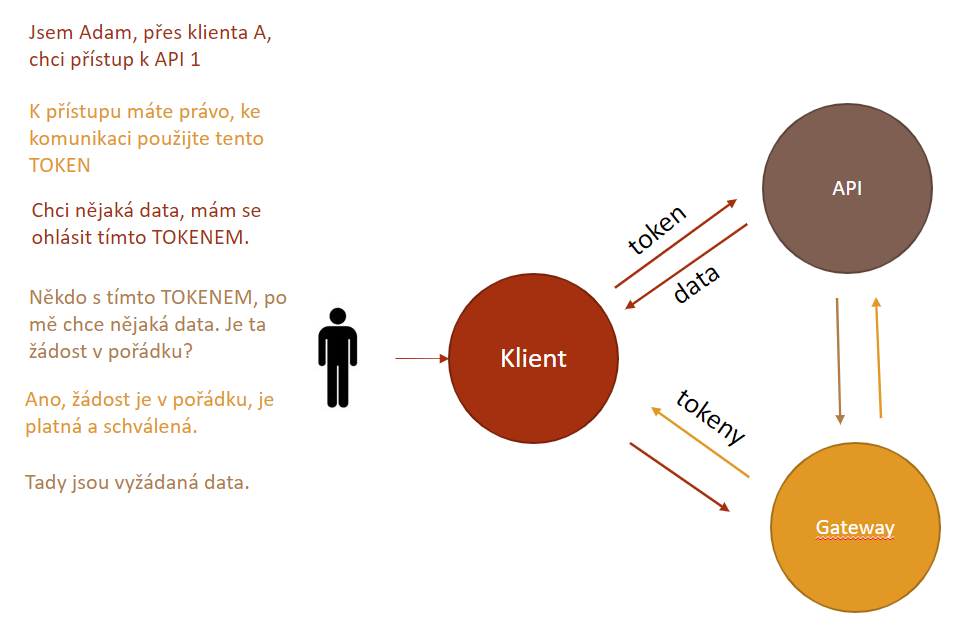 Jsem Adam, přes klienta A,
chci přístup k API 1
K přístupu máte právo, ke
komunikaci použijte tento
TOKEN
Chci nějaká data, mám se
ohlásit tímto TOKENEM.
Někdo s tímto TOKENEM, po
mě chce nějaká data. Je ta
žádost v pořádku?
Ano, žádost je v pořádku, je
platná a schválená.
Tady jsou vyžádaná data.
API
token
data
Klient
tokeny
Gateway